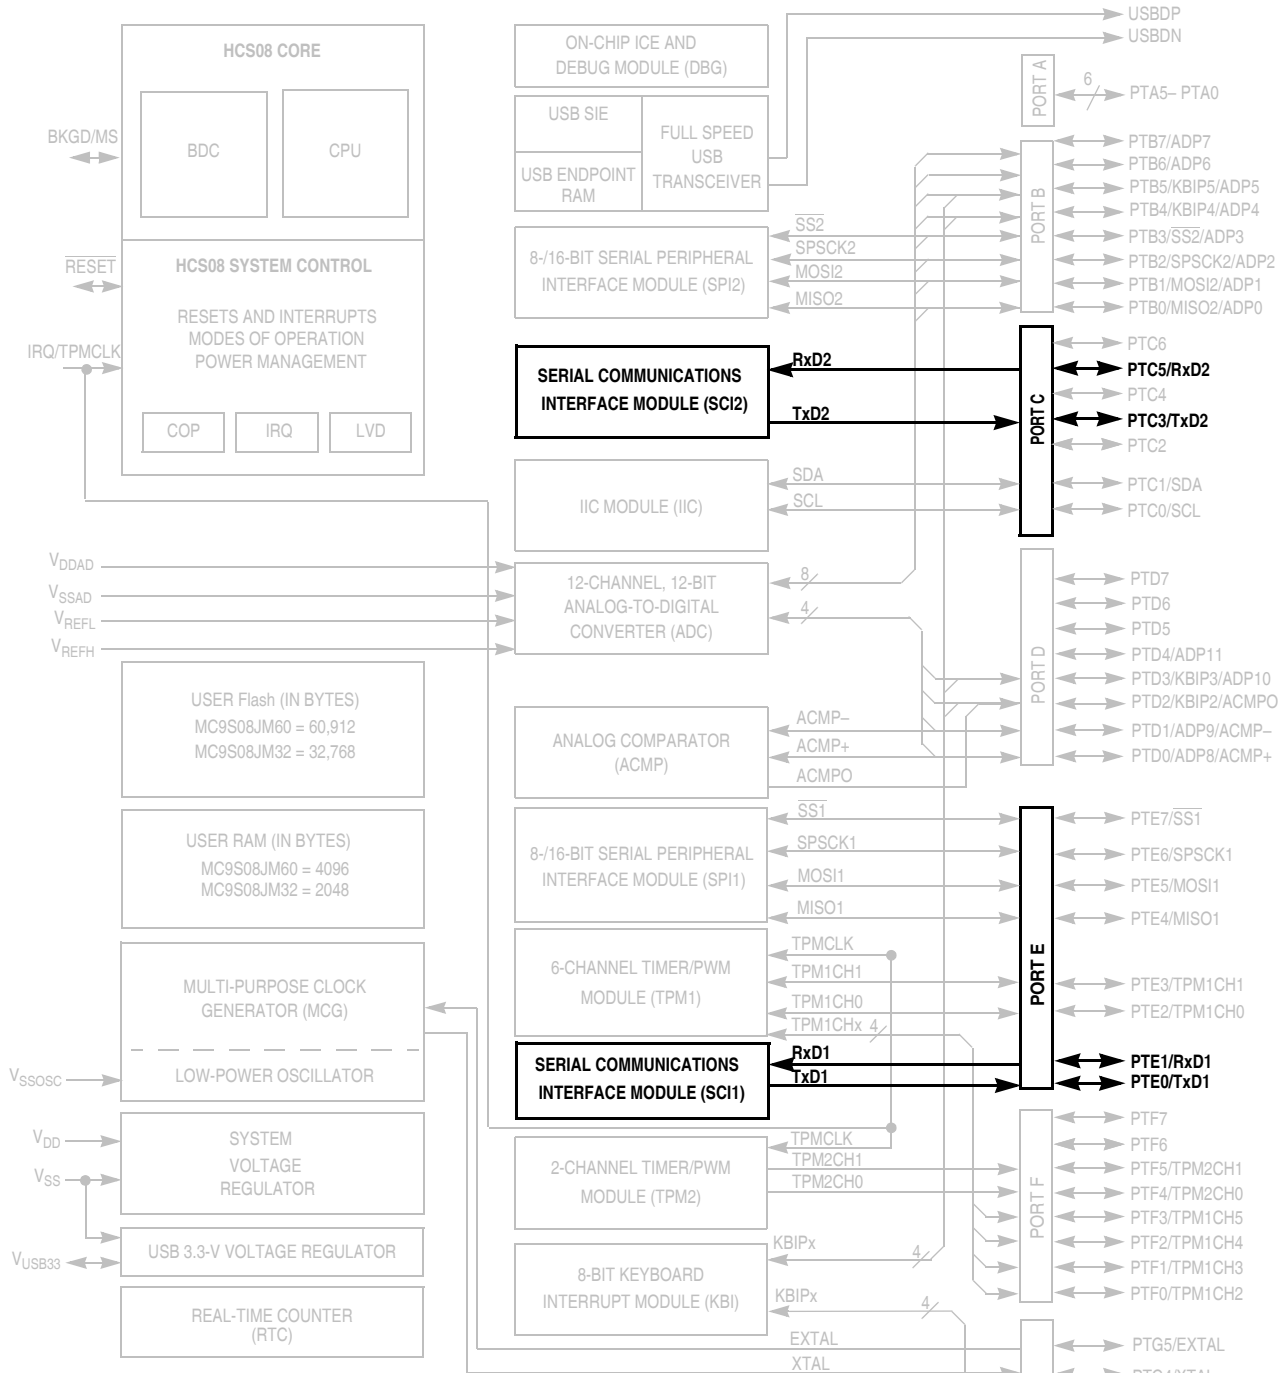 HCS08 CORE
BDC
CPU
BKGD/MS
RESET
HCS08 SYSTEM CONTROL
RESETS AND INTERRUPTS
MODES OF OPERATION
POWER MANAGEMENT
IRQ/TPMCLK
COP
IRQ
LVD
VDDAD
VSSAD
VREFL
VREFH
USER Flash (IN BYTES)
MC9S08JM60 = 60,912
MC9S08JM32 = 32,768
USER RAM (IN BYTES)
MC9S08JM60 = 4096
MC9S08JM32 = 2048
MULTI-PURPOSE CLOCK
GENERATOR (MCG)
LOW-POWER OSCILLATOR
VSSOSC
VDD
VSS
SYSTEM
VOLTAGE
REGULATOR
USB 3.3-V VOLTAGE REGULATOR
VUSB33
REAL-TIME COUNTER
(RTC)
ON-CHIP ICE AND
DEBUG MODULE (DBG)
USB SIE
USB ENDPOINT
RAM
FULL SPEED
USB
TRANSCEIVER
8-/16-BIT SERIAL PERIPHERAL
INTERFACE MODULE (SPI2)
SS2
SPSCK2
MOSI2
MISO2
SERIAL COMMUNICATIONS
INTERFACE MODULE (SCI2)
RxD2
TxD2
IIC MODULE (IIC)
SDA
SCL
12-CHANNEL, 12-BIT
ANALOG-TO-DIGITAL
CONVERTER (ADC)
8
4
ANALOG COMPARATOR
(ACMP)
ACMP–
ACMP+
ACMPO
8-/16-BIT SERIAL PERIPHERAL
INTERFACE MODULE (SPI1)
SS1
SPSCK1
MOSI1
MISO1
6-CHANNEL TIMER/PWM
MODULE (TPM1)
TPMCLK
TPM1CH1
TPM1CH0
TPM1CHx 4
SERIAL COMMUNICATIONS
INTERFACE MODULE (SCI1)
RxD1
TxD1
2-CHANNEL TIMER/PWM
MODULE (TPM2)
TPMCLK
TPM2CH1
TPM2CH0
8-BIT KEYBOARD
INTERRUPT MODULE (KBI)
KBIPx
4
KBIPx
4
EXTAL
XTAL
USBDP
USBDN
PORT A
6
PTA5– PTA0
PORT B
PTB7/ADP7
PTB6/ADP6
PTB5/KBIP5/ADP5
PTB4/KBIP4/ADP4
PTB3/SS2/ADP3
PTB2/SPSCK2/ADP2
PTB1/MOSI2/ADP1
PTB0/MISO2/ADP0
PORT C
PTC6
PTC5/RxD2
PTC4
PTC3/TxD2
PTC2
PTC1/SDA
PTC0/SCL
PORT D
PTD7
PTD6
PTD5
PTD4/ADP11
PTD3/KBIP3/ADP10
PTD2/KBIP2/ACMPO
PTD1/ADP9/ACMP–
PTD0/ADP8/ACMP+
PORT E
PTE7/SS1
PTE6/SPSCK1
PTE5/MOSI1
PTE4/MISO1
PTE3/TPM1CH1
PTE2/TPM1CH0
PTE1/RxD1
PTE0/TxD1
PORT F
PTF7
PTF6
PTF5/TPM2CH1
PTF4/TPM2CH0
PTF3/TPM1CH5
PTF2/TPM1CH4
PTF1/TPM1CH3
PTF0/TPM1CH2
PTG5/EXTAL